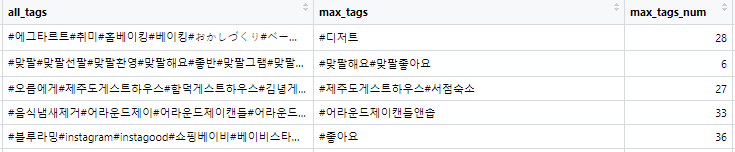 all_tags max_tags max_tags_num
#에그타르트#취미#홈베이킹#베이킹#おかしづくり#ベー... #디저트 28
#맞팔#맞팔선팔#맞팔환영#맞팔해요#좋반#맞팔그램#맞팔... #맞팔해요#맞팔좋아요 6
#오름에게#제주도게스트하우스#함덕게스트하우스#김녕게... #제주도게스트하우스#서점숙소 27
#음식냄새제거#어라운드제이#어라운드제이캔들#어라운드... #어라운드제이캔들앤솝 33
#블루라밍#instagram#instagood#쇼핑베이비#베이비스타... #좋아요 36